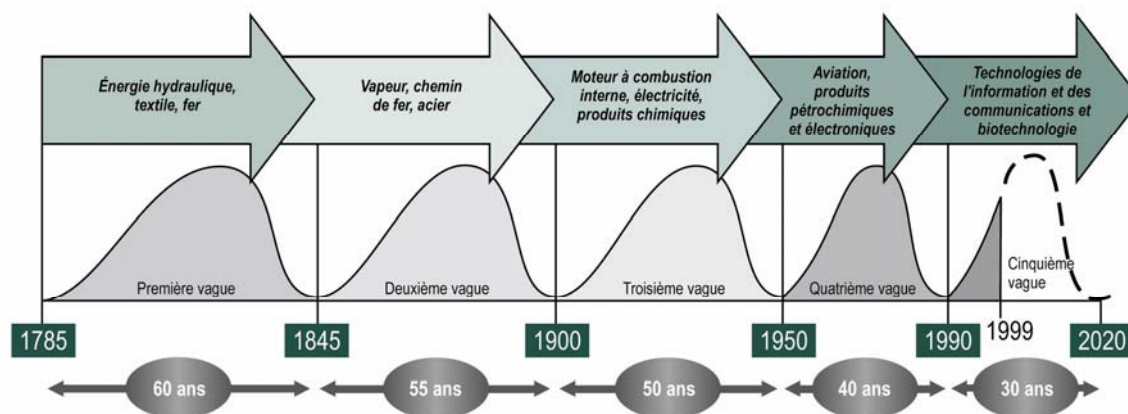 Énergie hydraulique,
textile, fer
Vapeur, chemin
de fer, acier
Moteur à combustion
interne, électricité,
produits chimiques
Aviation,
produits
pétrochimiques
et électroniques
Technologies de
l'information et des
communications et
biotechnologie
Première vague
Deuxième vague
Troisième vague
Quatrième vague
Cinquième
vague
1785
1845
1900
1950
1990
1999
2020
60 ans
55 ans
50 ans
40 ans
30 ans